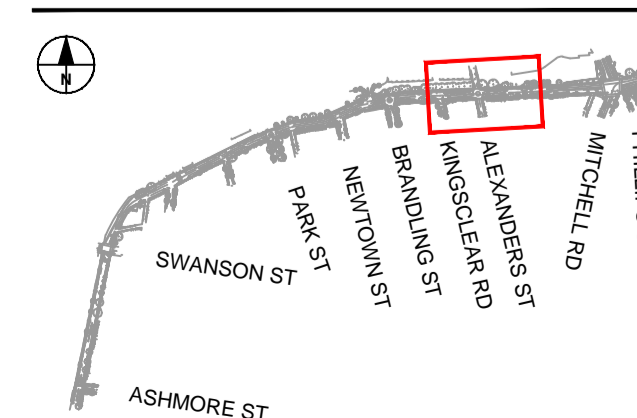 N
PARK ST
NEWTOWN ST
BRANDLING ST
KINGSCLEAR RD
ALEXANDERS ST
MITCHELL RD
SWANSON ST
ASHMORE ST